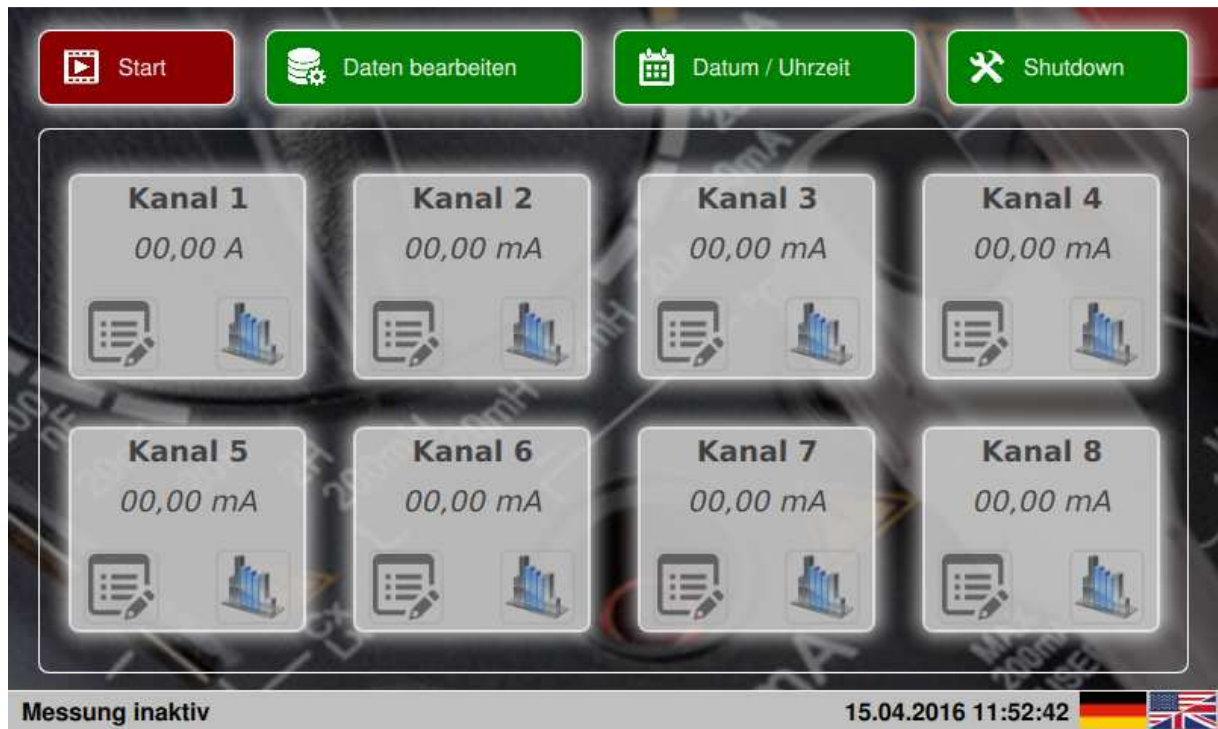 Start
Daten bearbeiten
Datum / Uhrzeit
Shutdown
Kanal 1
00,00 A
Kanal 2
00,00 mA
Kanal 3
00,00 mA
Kanal 4
00,00 mA
Kanal 5
00,00 mA
Kanal 6
00,00 mA
Kanal 7
00,00 mA
Kanal 8
00,00 mA
Messung inaktiv
15.04.2016 11:52:42